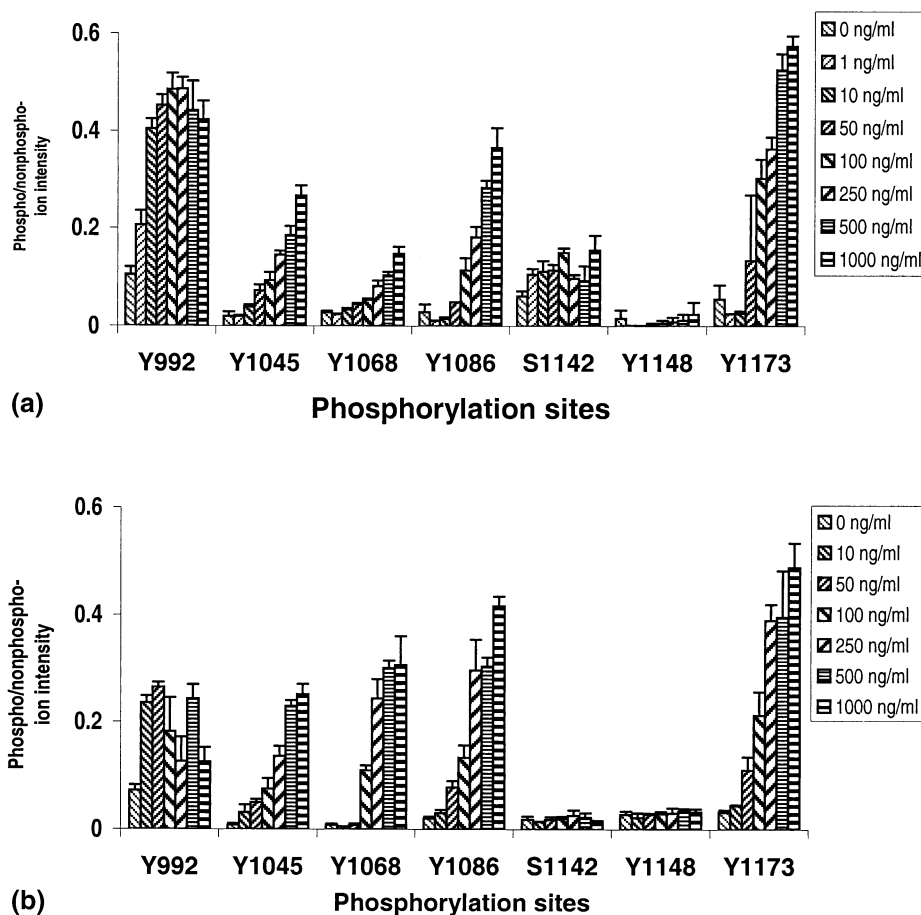 0.6
0.4
0.2
0
Phospho/nonphospho-
ion intensity
Y992 Y1045 Y1068 Y1086 S1142 Y1148 Y1173
(a)
Phosphorylation sites
0 ng/ml
1 ng/ml
10 ng/ml
50 ng/ml
100 ng/ml
250 ng/ml
500 ng/ml
1000 ng/ml
0.6
0.4
0.2
0
Phospho/nonphospho-
ion intensity
Y992 Y1045 Y1068 Y1086 S1142 Y1148 Y1173
(b)
Phosphorylation sites
0 ng/ml
10 ng/ml
50 ng/ml
100 ng/ml
250 ng/ml
500 ng/ml
1000 ng/ml